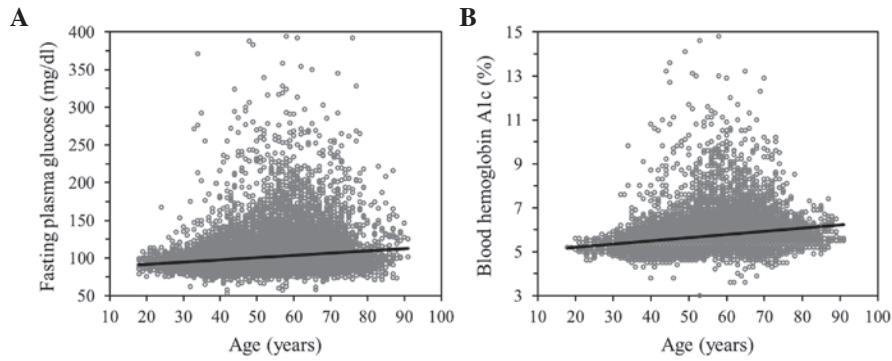 A
Fasting plasma glucose (mg/dl)
400
350
300
250
200
150
100
50
10 20 30 40 50 60 70 80 90 100
Age (years)
B
Blood hemoglobin A1c (%)
15
13
11
9
7
5
3
10 20 30 40 50 60 70 80 90 100
Age (years)